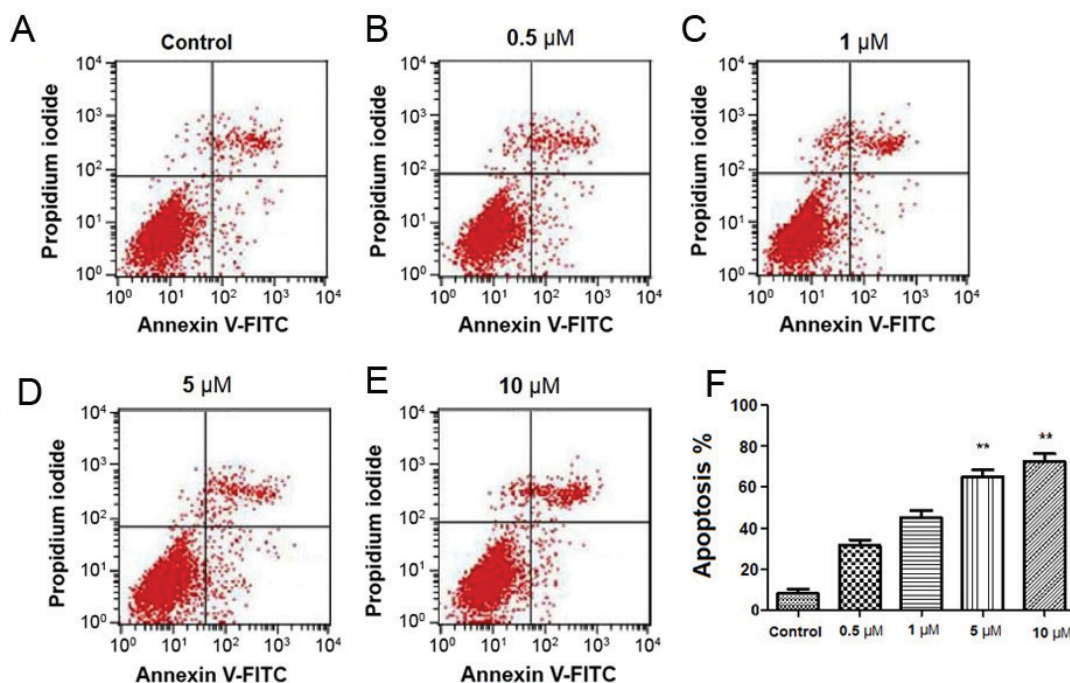 A
Control
10⁴
10³
10²
10¹
10⁰
Propidium iodide
10⁰ 10¹ 10² 10³ 10⁴
Annexin V-FITC
B
0.5 µM
10⁴
10³
10²
10¹
10⁰
Propidium iodide
10⁰ 10¹ 10² 10³ 10⁴
Annexin V-FITC
C
1 µM
10⁴
10³
10²
10¹
10⁰
Propidium iodide
10⁰ 10¹ 10² 10³ 10⁴
Annexin V-FITC
D
5 µM
10⁴
10³
10²
10¹
10⁰
Propidium iodide
10⁰ 10¹ 10² 10³ 10⁴
Annexin V-FITC
E
10 µM
10⁴
10³
10²
10¹
10⁰
Propidium iodide
10⁰ 10¹ 10² 10³ 10⁴
Annexin V-FITC
F
100
80
60
40
20
0
Apoptosis %
** **
Control 0.5 µM 1 µM 5 µM 10 µM